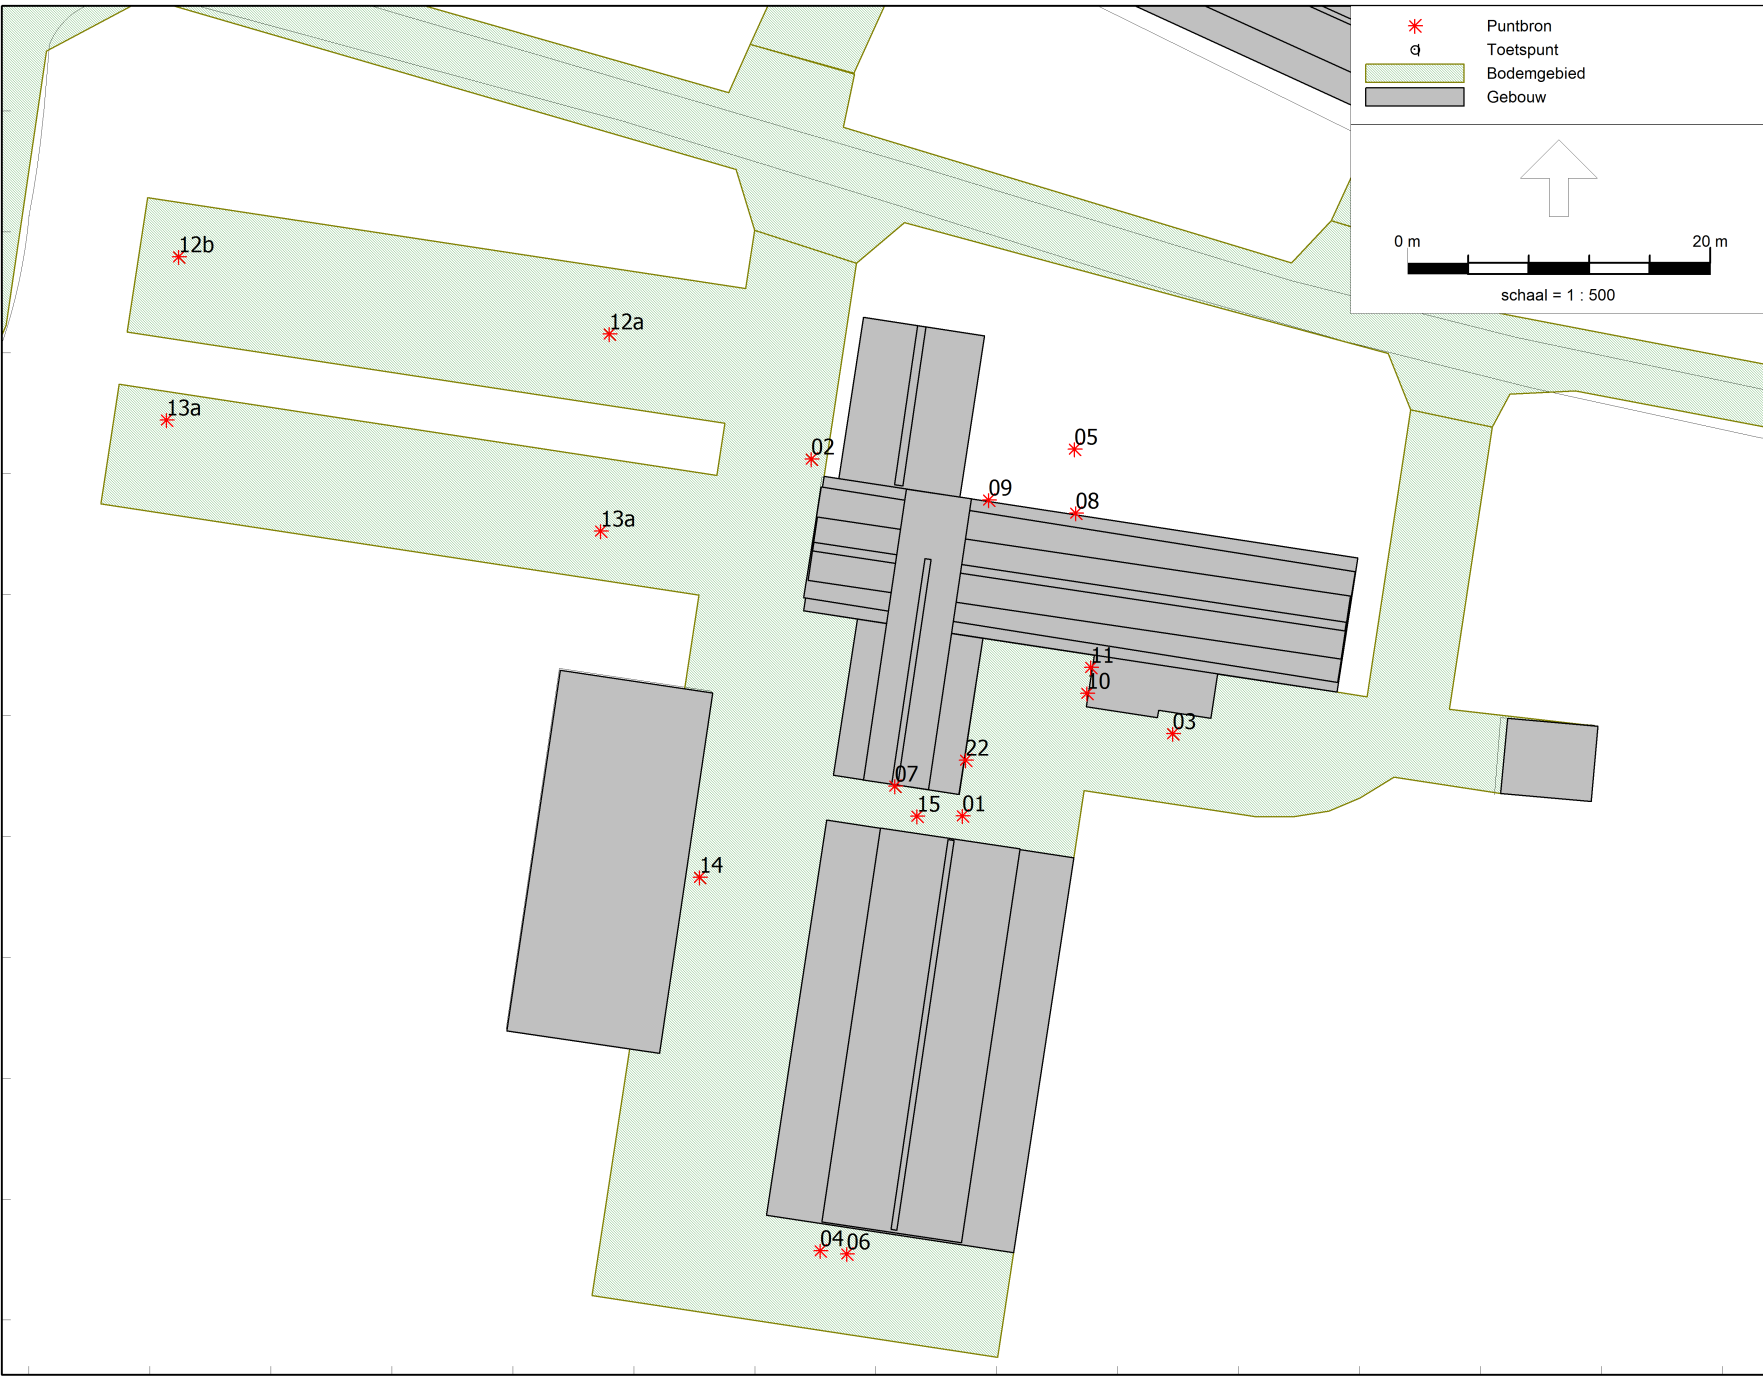 Puntbron
Toetspunt
Bodemgebied
Gebouw
0 m 20 m
schaal = 1 : 500
12b
12a
13a
02
05
09
08
13a
11
10
03
22
07
15
01
14
04
06